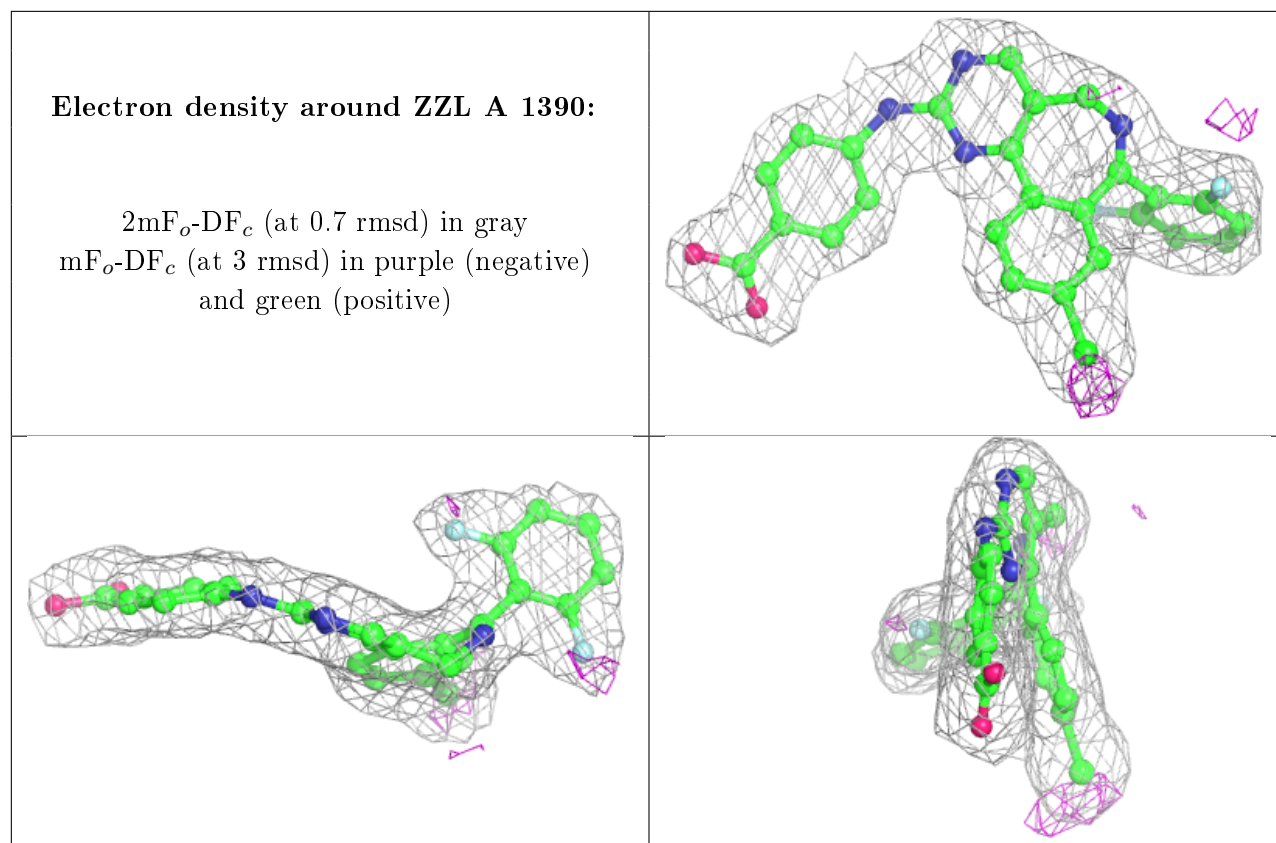 Electron density around ZZL A 1390:
2mFₒ-DF𝒸 (at 0.7 rmsd) in gray
mFₒ-DF𝒸 (at 3 rmsd) in purple (negative)
and green (positive)